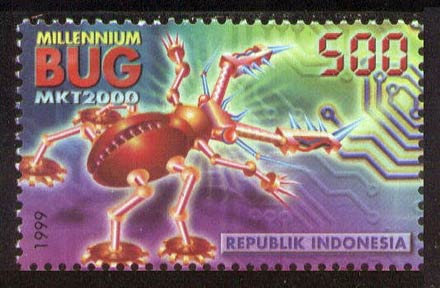 MILLENNIUM
BUG
MKT2000
500
REPUBLIK INDONESIA
1999